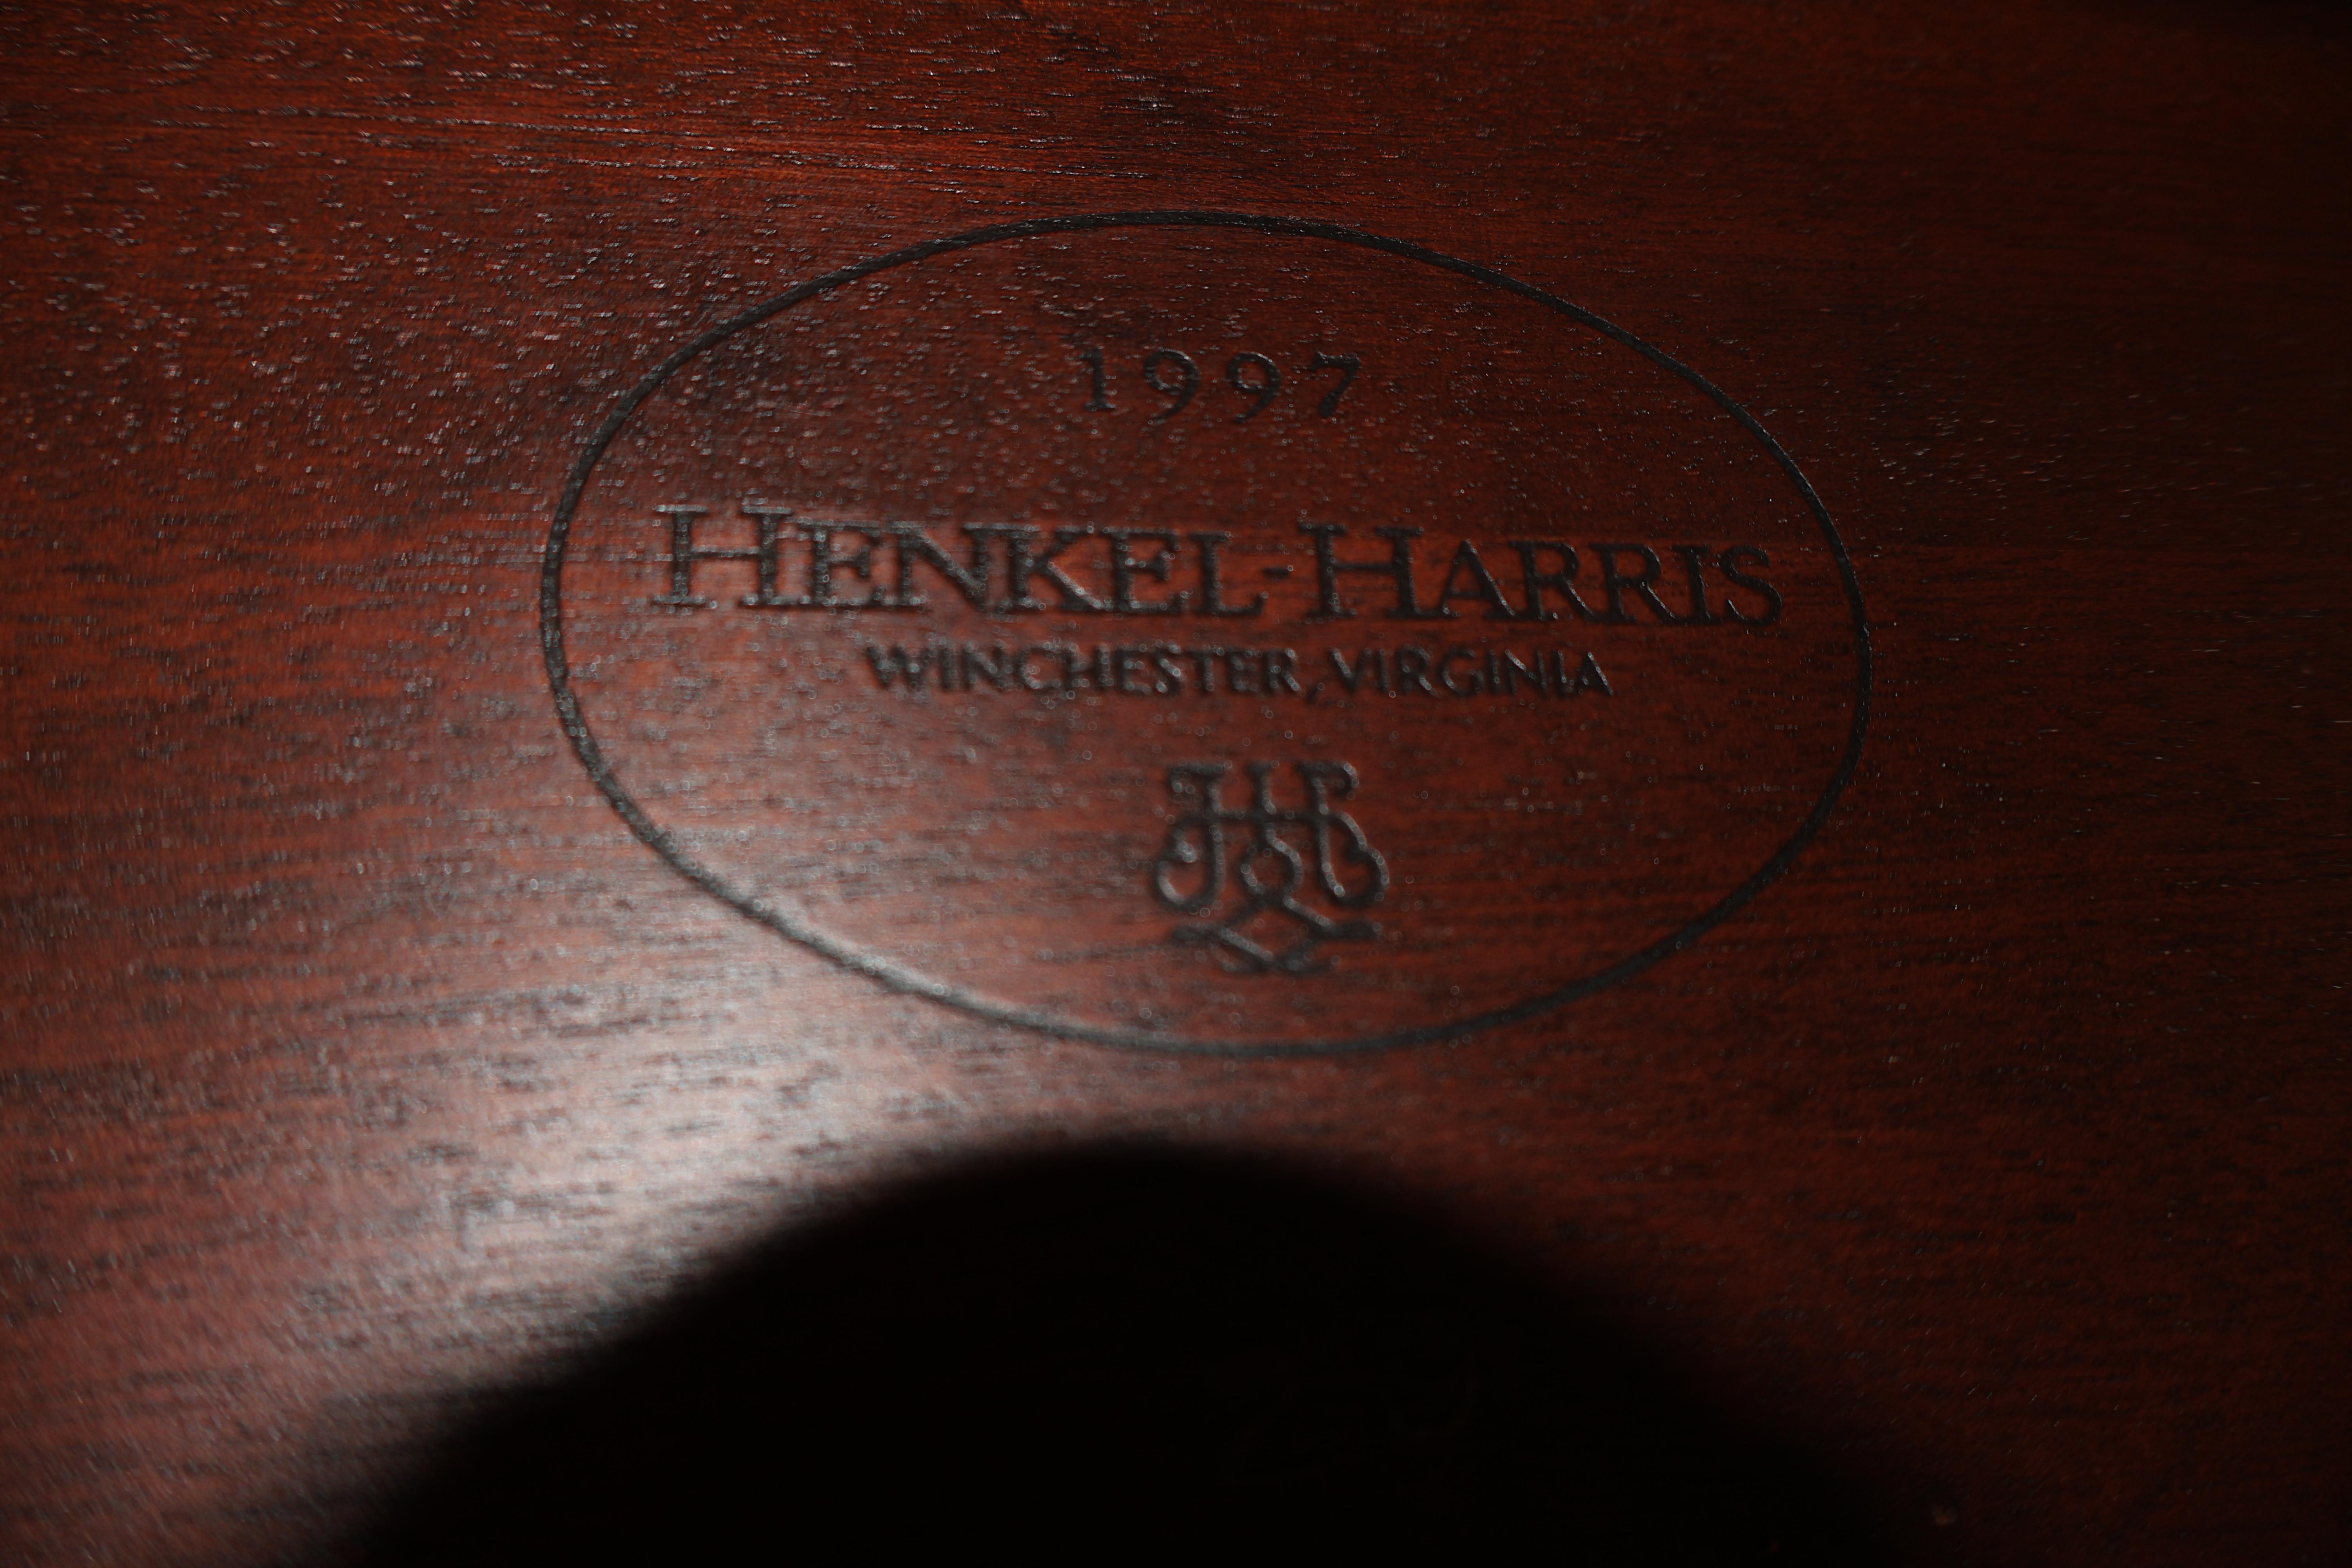 1997
HENKEL-HARRIS
WINCHESTER, VIRGINIA